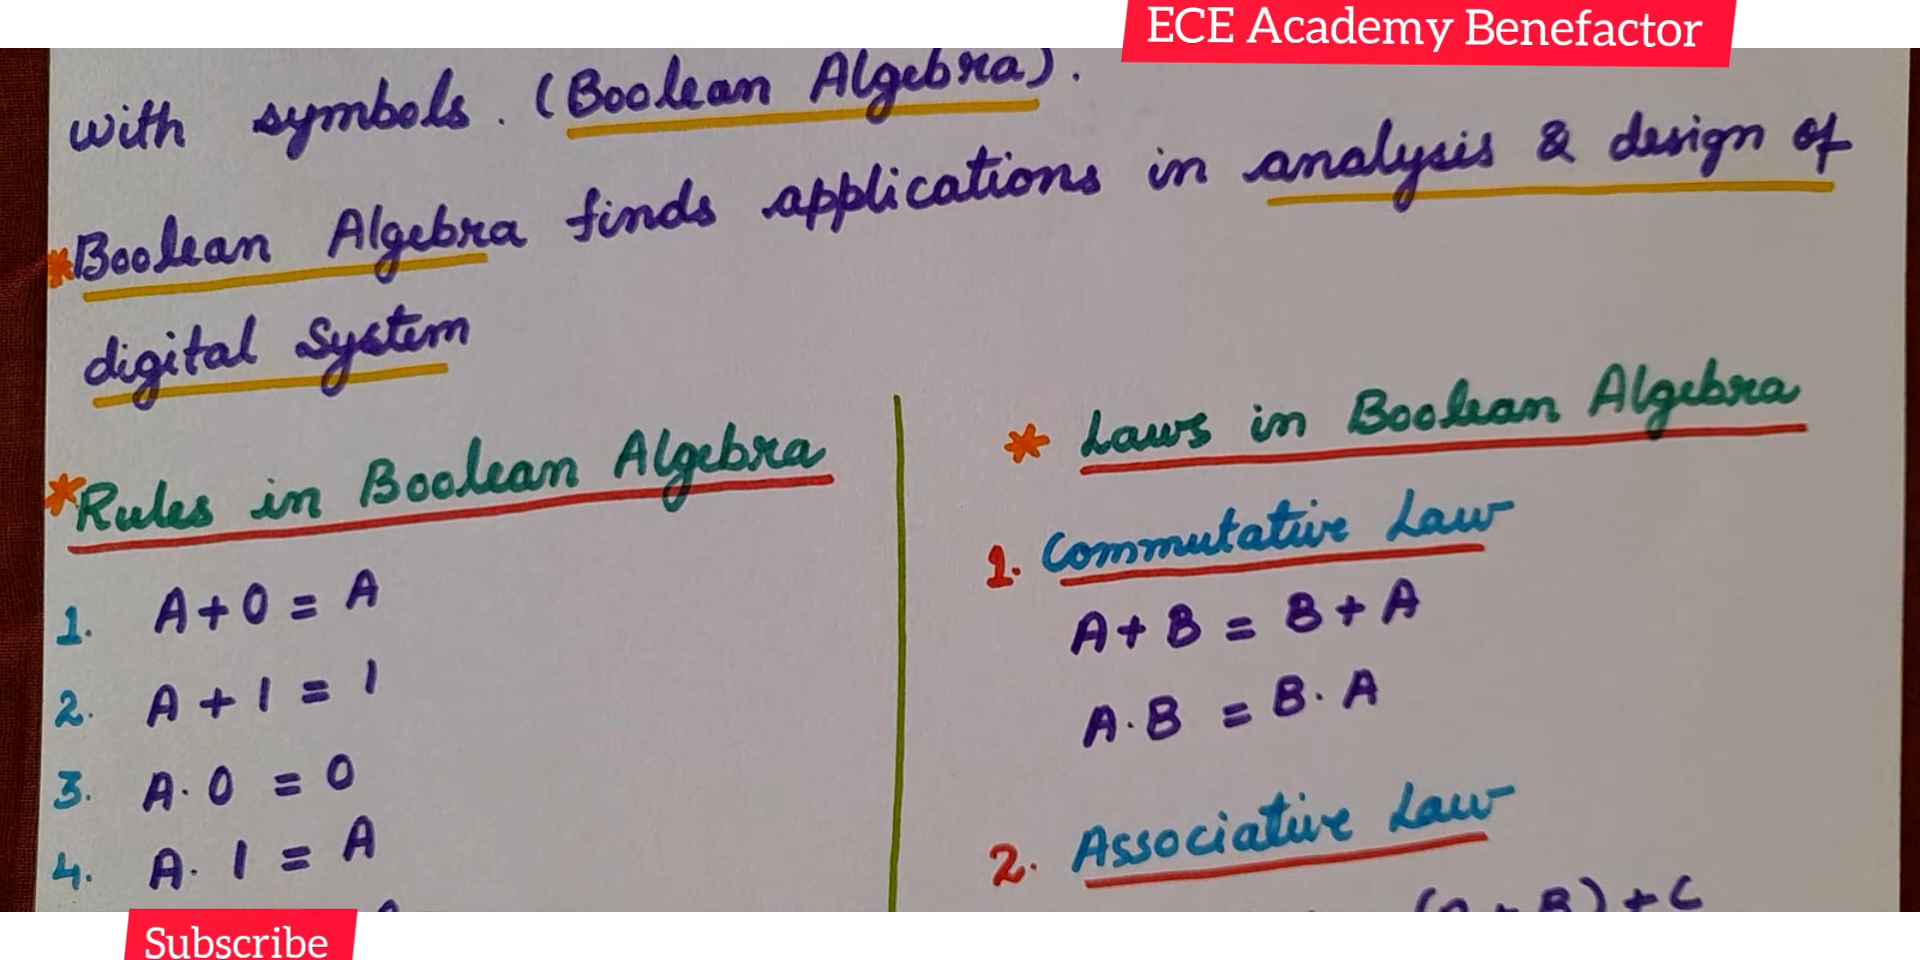 ECE Academy Benefactor
with symbols. (Boolean Algebra).
*Boolean Algebra finds applications in analysis & design of
digital System
*Rules in Boolean Algebra
1. A+0 = A
2. A + 1 = 1
3. A·0 = 0
4. A· 1 = A
* Laws in Boolean Algebra
1. Commutative Law
A+ B = B + A
A·B = B· A
2. Associative Law
+ C
Subscribe